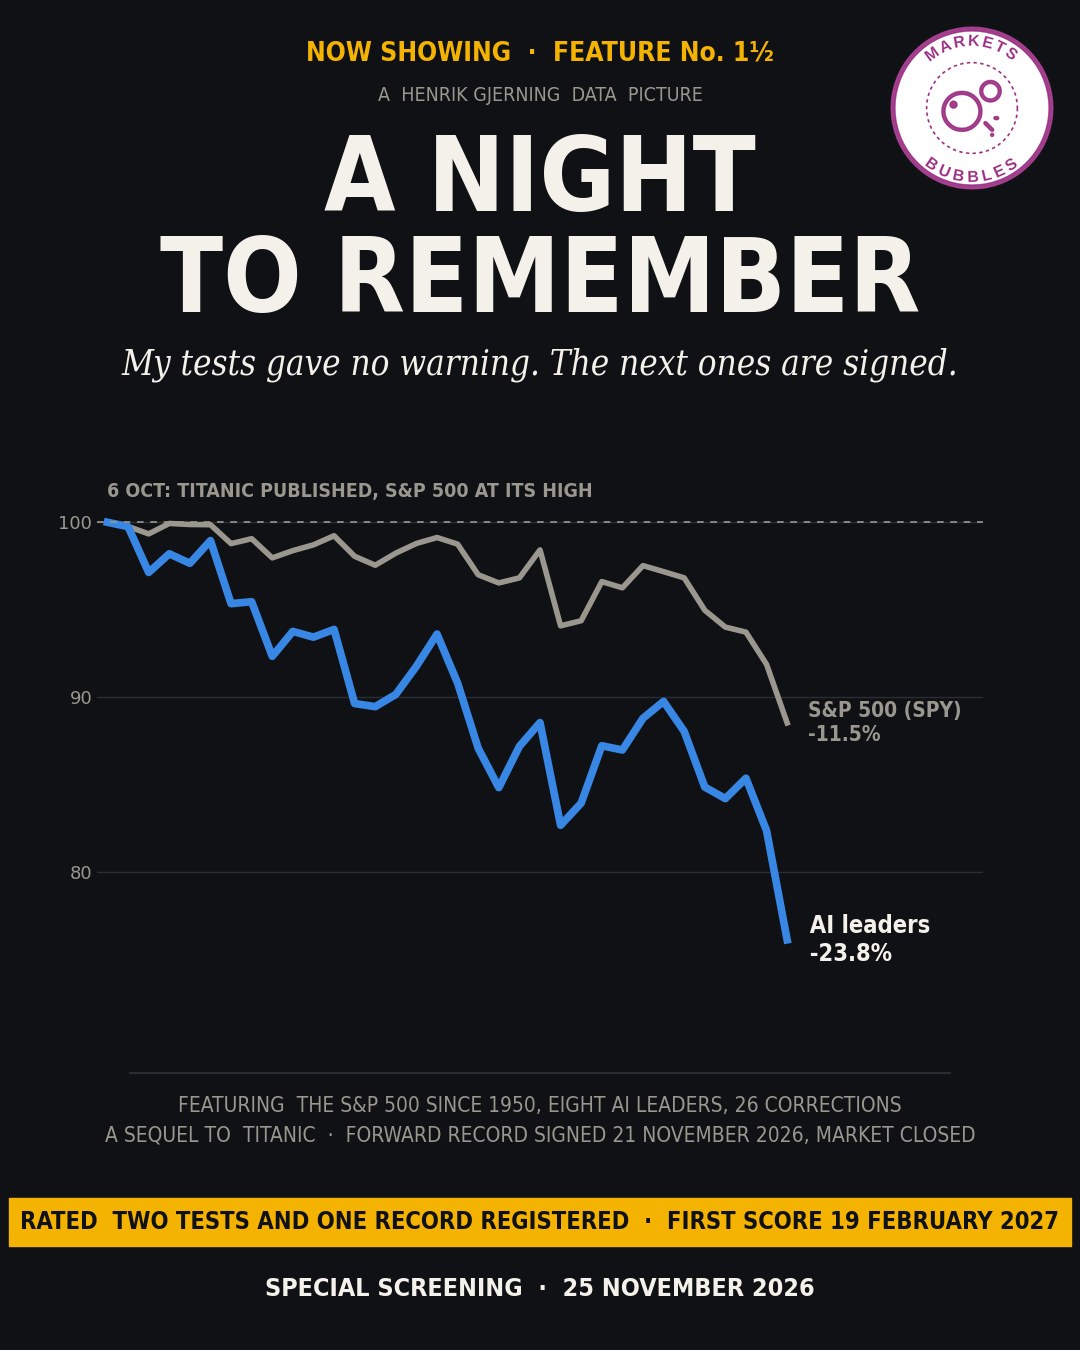 NOW SHOWING · FEATURE No. 1½
A HENRIK GJERNING DATA PICTURE
MARKETS
BUBBLES
A NIGHT
TO REMEMBER
My tests gave no warning. The next ones are signed.
6 OCT: TITANIC PUBLISHED, S&P 500 AT ITS HIGH
100
90
S&P 500 (SPY)
-11.5%
80
AI leaders
-23.8%
FEATURING THE S&P 500 SINCE 1950, EIGHT AI LEADERS, 26 CORRECTIONS
A SEQUEL TO TITANIC · FORWARD RECORD SIGNED 21 NOVEMBER 2026, MARKET CLOSED
RATED TWO TESTS AND ONE RECORD REGISTERED · FIRST SCORE 19 FEBRUARY 2027
SPECIAL SCREENING · 25 NOVEMBER 2026